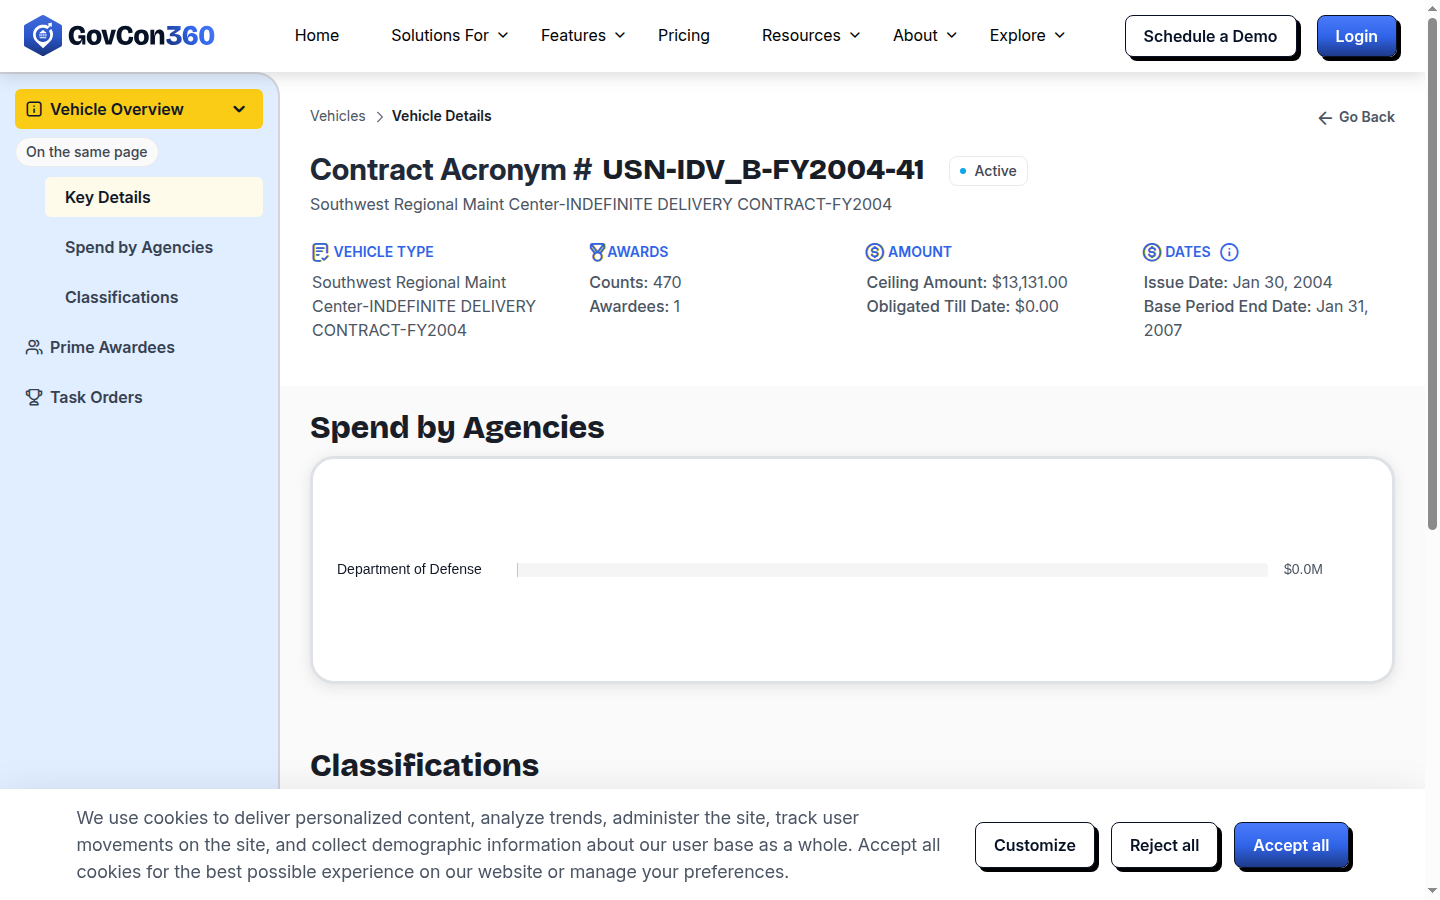 GovCon360
Home
Solutions For
Features
Pricing
Resources
About
Explore
Schedule a Demo
Login
Vehicle Overview
On the same page
Key Details
Spend by Agencies
Classifications
Prime Awardees
Task Orders
Vehicles
Vehicle Details
Go Back
Contract Acronym # USN-IDV_B-FY2004-41
Active
Southwest Regional Maint Center-INDEFINITE DELIVERY CONTRACT-FY2004
VEHICLE TYPE
Southwest Regional Maint
Center-INDEFINITE DELIVERY
CONTRACT-FY2004
AWARDS
Counts: 470
Awardees: 1
AMOUNT
Ceiling Amount: $13,131.00
Obligated Till Date: $0.00
DATES
Issue Date: Jan 30, 2004
Base Period End Date: Jan 31,
2007
Spend by Agencies
Department of Defense
$0.0M
Classifications
We use cookies to deliver personalized content, analyze trends, administer the site, track user
movements on the site, and collect demographic information about our user base as a whole. Accept all
cookies for the best possible experience on our website or manage your preferences.
Customize
Reject all
Accept all